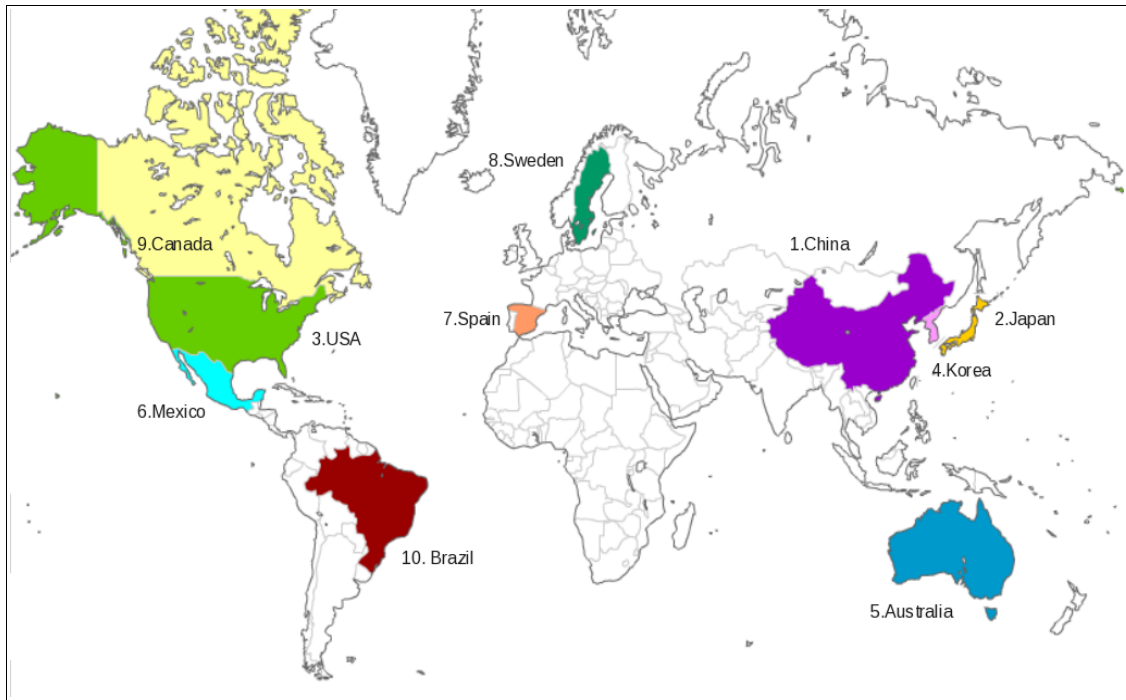 8.Sweden
9.Canada
1.China
7.Spain
2.Japan
3.USA
4.Korea
6.Mexico
10. Brazil
5.Australia